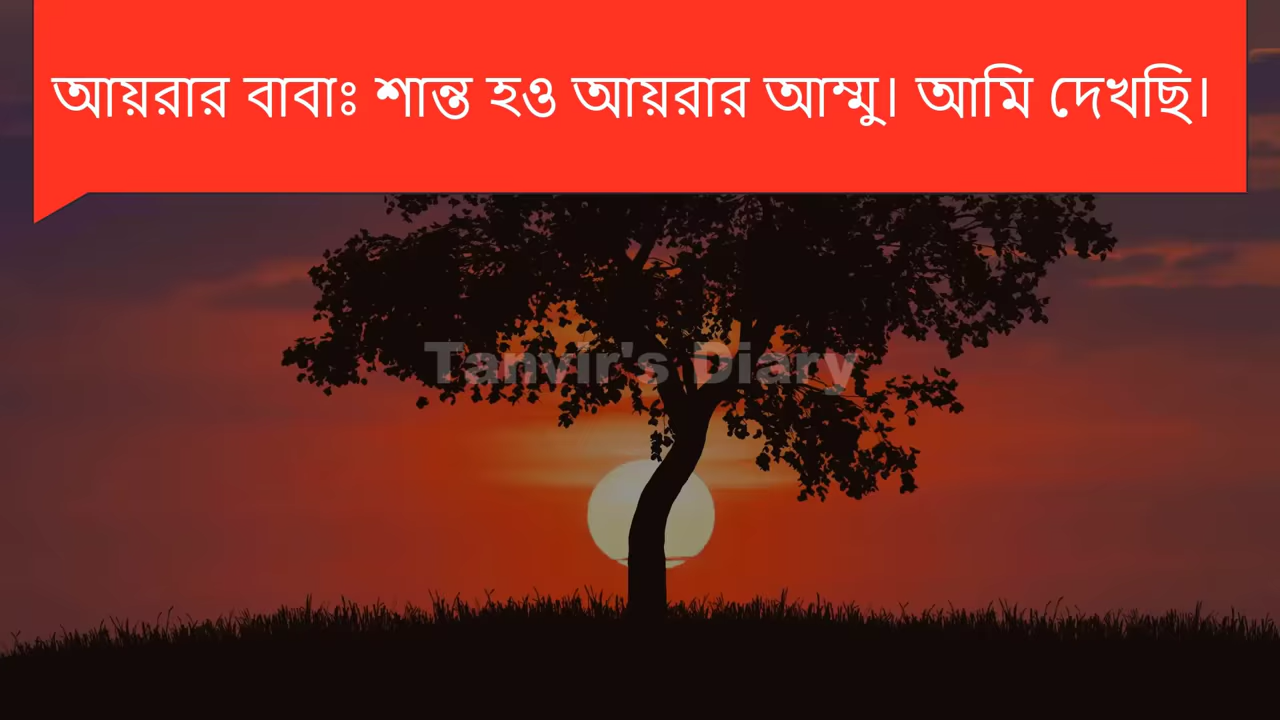 আয়রার বাবাঃ শান্ত হও আয়রার আম্মু। আমি দেখছি।
Tanvir's Diary